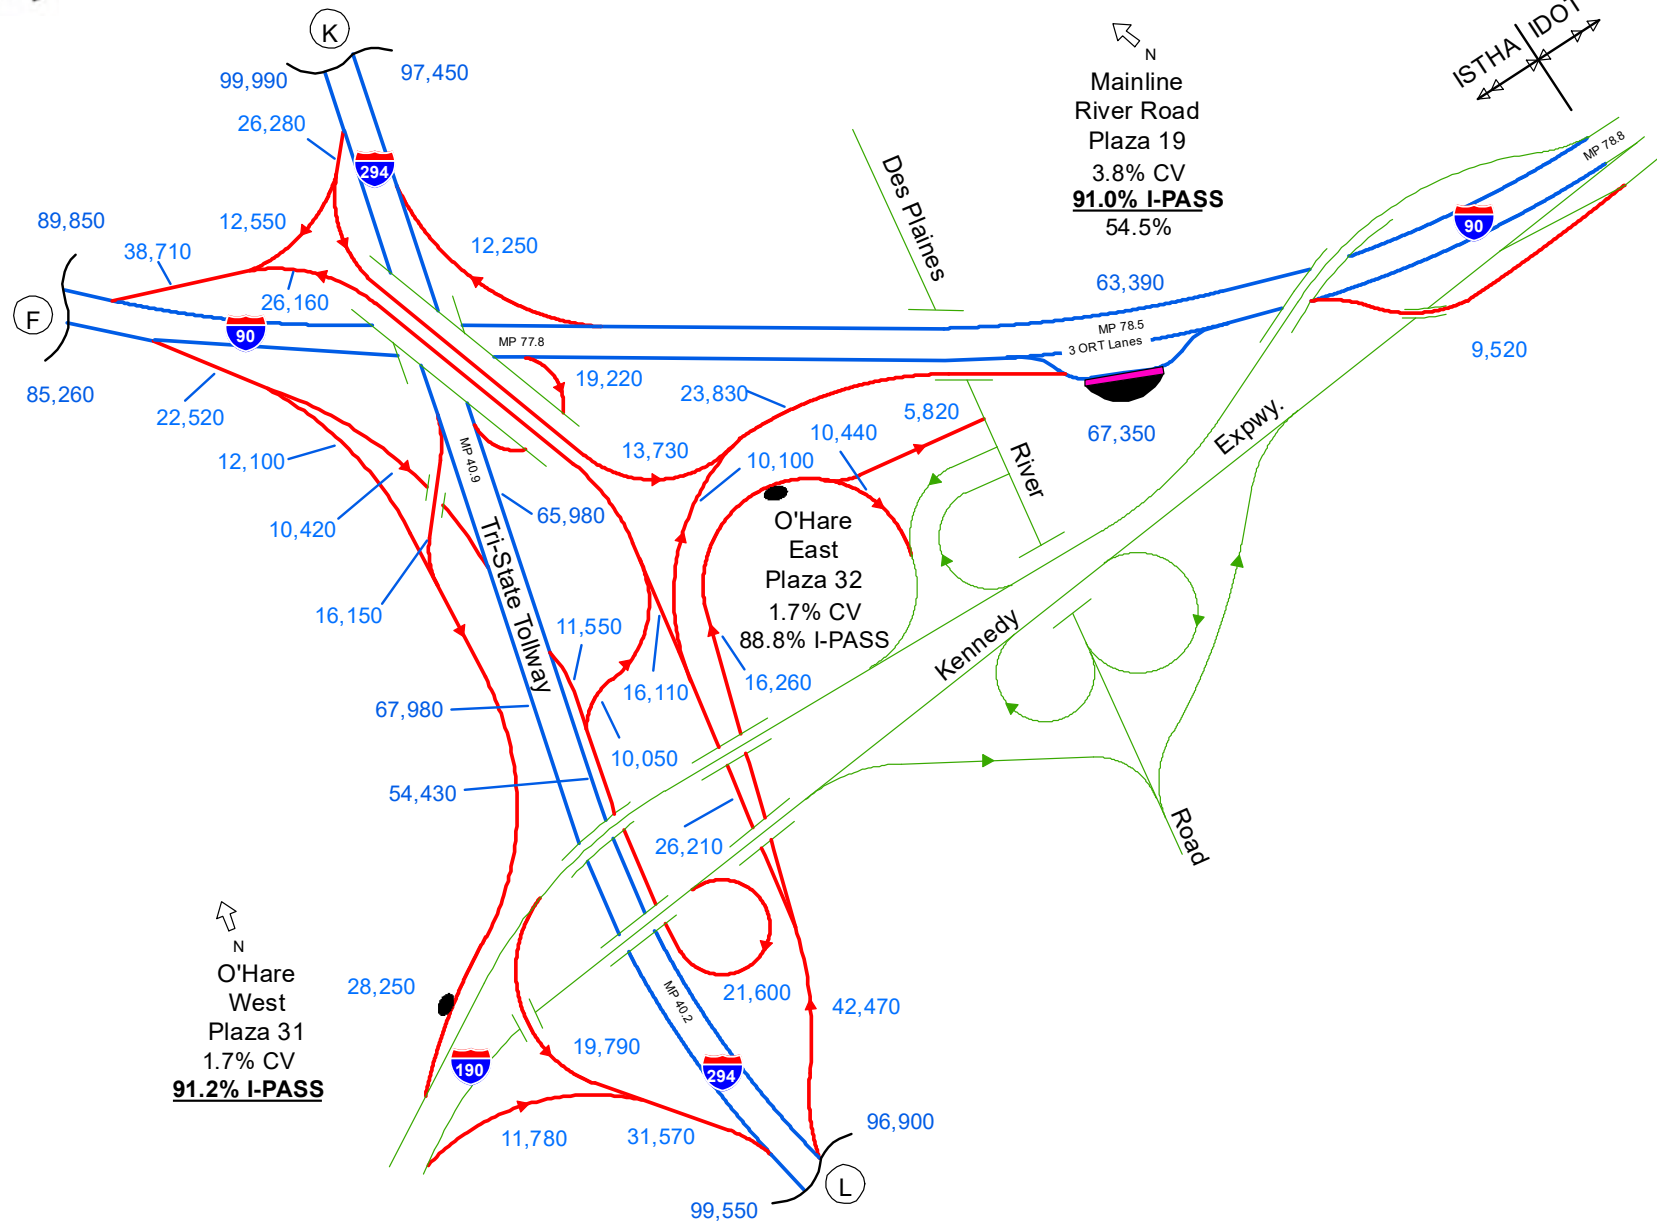 K
99,990
97,450
26,280
294
12,550
89,850
38,710
12,250
26,160
F
90
85,260
22,520
12,100
10,420
16,150
MP 77.8
19,220
23,830
13,730
MP 40.9
65,980
Tri-State Tollway
Des Plaines
N
Mainline
River Road
Plaza 19
3.8% CV
91.0% I-PASS
54.5%
ISTHA
IDOT
MP 78.8
90
63,390
MP 78.5
3 ORT Lanes
9,520
67,350
5,820
10,440
10,100
River
Expwy.
O'Hare
East
Plaza 32
1.7% CV
88.8% I-PASS
Kennedy
11,550
16,110
16,260
67,980
10,050
54,430
26,210
Road
N
O'Hare
West
Plaza 31
1.7% CV
91.2% I-PASS
28,250
190
MP 40.2
21,600
42,470
19,790
294
11,780
31,570
96,900
L
99,550